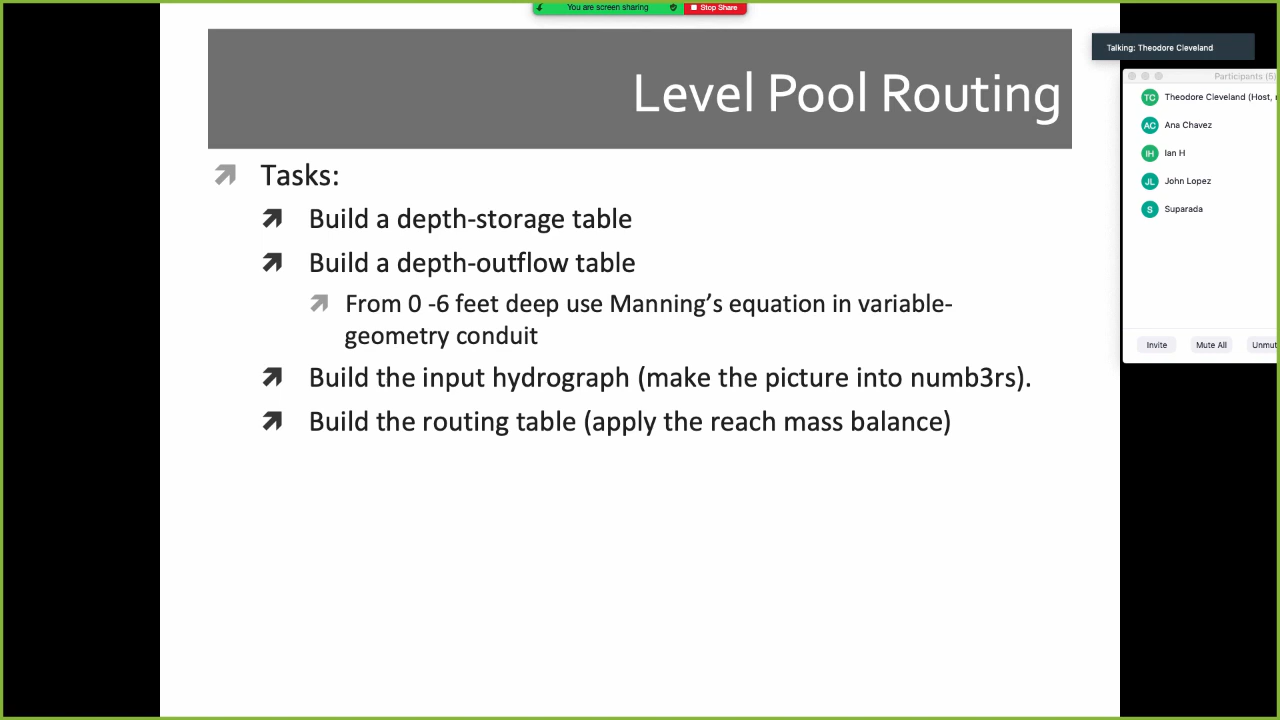 You are screen sharing
Stop Share
Level Pool Routing
Talking: Theodore Cleveland
Participants (5)
Theodore Cleveland (Host,
Ana Chavez
Ian H
John Lopez
Suparada
TC
AC
IH
JL
S
Invite
Mute All
Unmut
Tasks:
Build a depth-storage table
Build a depth-outflow table
From 0 -6 feet deep use Manning's equation in variable-
geometry conduit
Build the input hydrograph (make the picture into numb3rs).
Build the routing table (apply the reach mass balance)